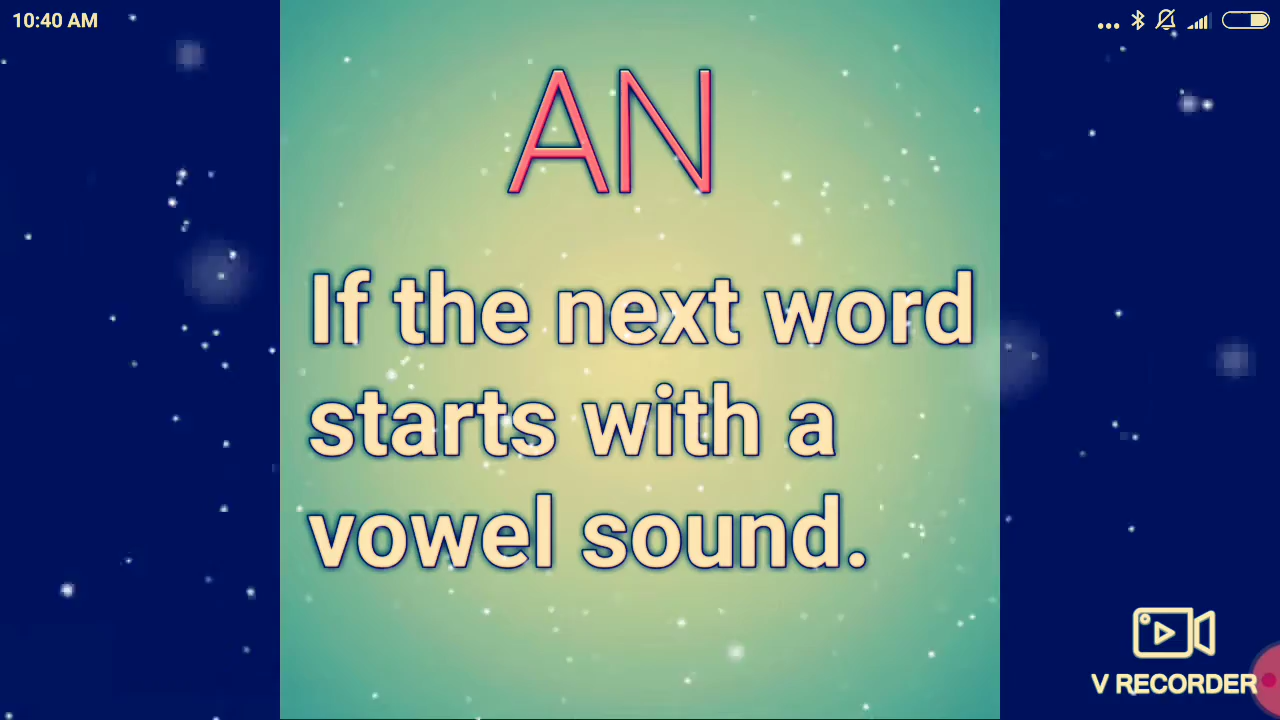 10:40 AM
AN
If the next word
starts with a
vowel sound.
V RECORDER